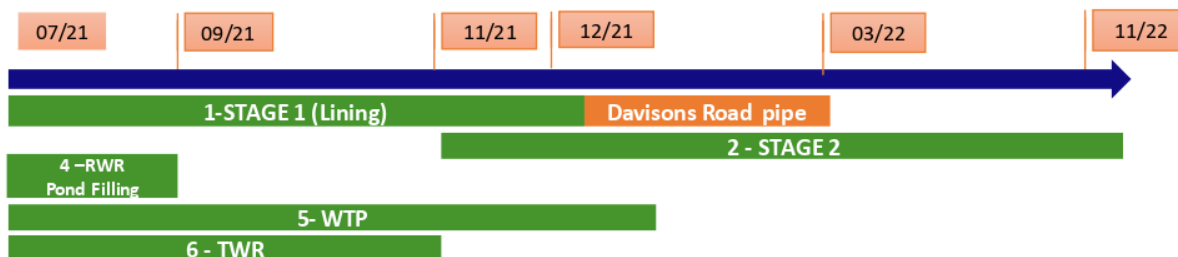 07/21
09/21
11/21
12/21
03/22
11/22
1-STAGE 1 (Lining)
Davisons Road pipe
2 - STAGE 2
4 –RWR
Pond Filling
5- WTP
6 - TWR